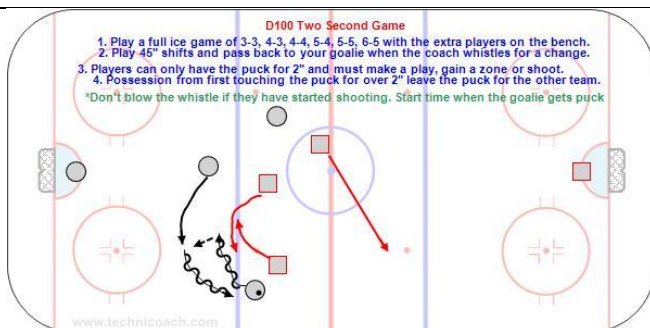 D100 Two Second Game
1. Play a full ice game of 3-3, 4-3, 4-4, 5-4, 5-5, 6-5 with the extra players on the bench.
2. Play 45" shifts and pass back to your goalie when the coach whistles for a change.
3. Players can only have the puck for 2" and must make a play, gain a zone or shoot.
4. Possession from first touching the puck for over 2" leave the puck for the other team.
*Don't blow the whistle if they have started shooting. Start time when the goalie gets puck
www.technicoach.com